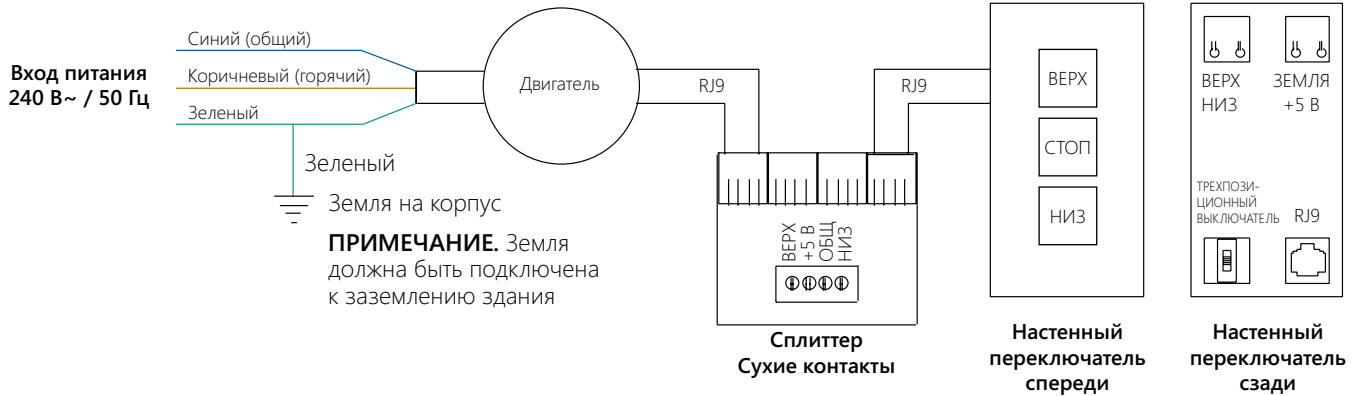 Вход питания
240 В~ / 50 Гц
Синий (общий)
Коричневый (горячий)
Зеленый
Зеленый
Земля на корпус
ПРИМЕЧАНИЕ. Земля
должна быть подключена
к заземлению здания
Двигатель
RJ9
ВЕРХ
+5 В
ОБЩ
НИЗ
Сплиттер
Сухие контакты
RJ9
ВЕРХ
СТОП
НИЗ
Настенный
переключатель
спереди
ВЕРХ
НИЗ
ЗЕМЛЯ
+5 В
ТРЕХПОЗИ-
ЦИОННЫЙ
ВЫКЛЮЧАТЕЛЬ
RJ9
Настенный
переключатель
сзади